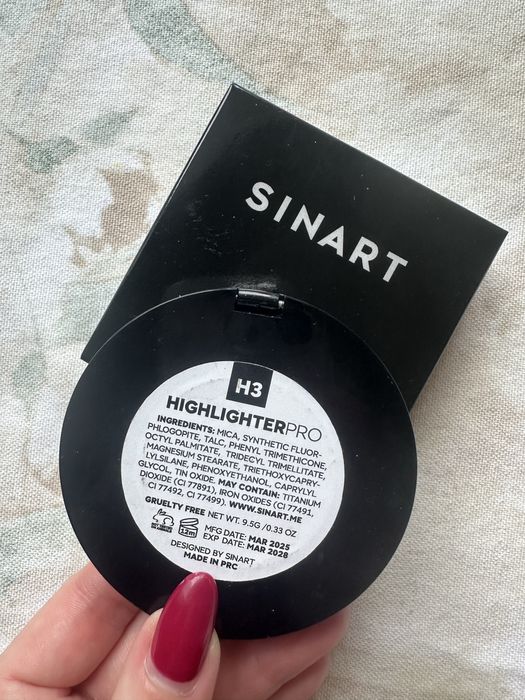 SINART
H3
HIGHLIGHTERPRO
INGREDIENTS: MICA, SYNTHETIC FLUOR-
PHLOGOPITE, TALC, PHENYL TRIMETHICONE,
OCTYL PALMITATE, TRIDECYL TRIMELLITATE,
MAGNESIUM STEARATE, TRIETHOXYCAPRY-
LYLSILANE, PHENOXYETHANOL, CAPRYLYL
GLYCOL, TIN OXIDE. MAY CONTAIN: TITANIUM
DIOXIDE (CI 77891), IRON OXIDES (CI 77491,
CI 77492, CI 77499). WWW.SINART.ME
CRUELTY FREE NET WT. 9.5G/0.33 OZ
12M
MFG DATE: MAR 2025
EXP DATE: MAR 2028
DESIGNED BY SINART
MADE IN PRC